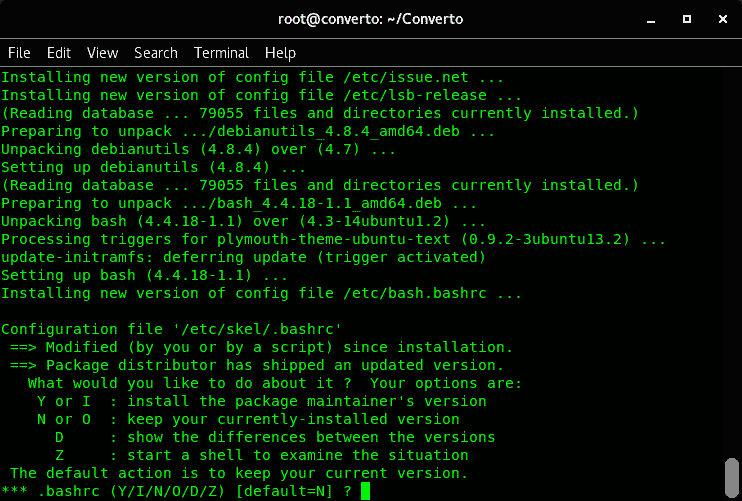 root@converto: ~/Converto
File Edit View Search Terminal Help
Installing new version of config file /etc/issue.net ...
Installing new version of config file /etc/lsb-release ...
(Reading database ... 79055 files and directories currently installed.)
Preparing to unpack .../debianutils_4.8.4_amd64.deb ...
Unpacking debianutils (4.8.4) over (4.7) ...
Setting up debianutils (4.8.4) ...
(Reading database ... 79055 files and directories currently installed.)
Preparing to unpack .../bash_4.4.18-1.1_amd64.deb ...
Unpacking bash (4.4.18-1.1) over (4.3-14ubuntu1.2) ...
Processing triggers for plymouth-theme-ubuntu-text (0.9.2-3ubuntu13.2) ...
update-initramfs: deferring update (trigger activated)
Setting up bash (4.4.18-1.1) ...
Installing new version of config file /etc/bash.bashrc ...

Configuration file '/etc/skel/.bashrc'
 ==> Modified (by you or by a script) since installation.
 ==> Package distributor has shipped an updated version.
   What would you like to do about it ?  Your options are:
    Y or I  : install the package maintainer's version
    N or O  : keep your currently-installed version
      D     : show the differences between the versions
      Z     : start a shell to examine the situation
 The default action is to keep your current version.
*** .bashrc (Y/I/N/O/D/Z) [default=N] ?